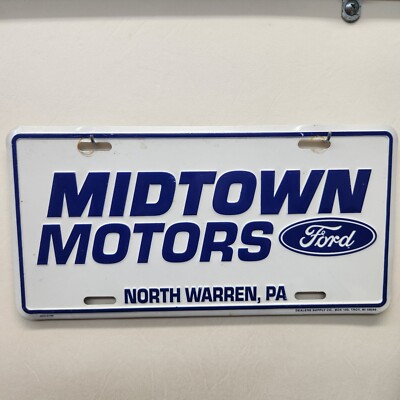 MIDTOWN
MOTORS Ford
NORTH WARREN, PA